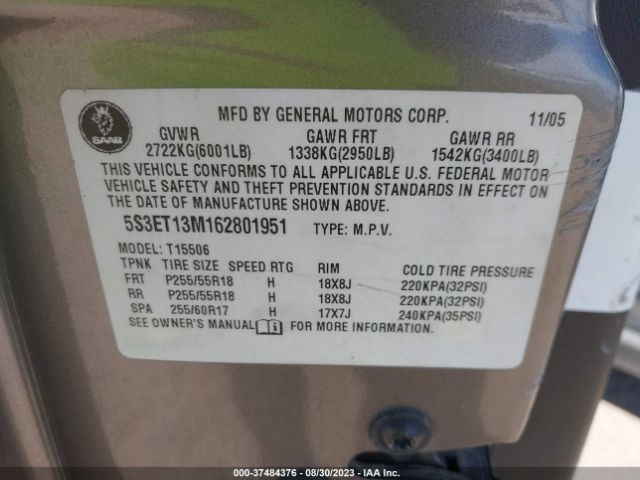 MFD BY GENERAL MOTORS CORP. 11/05
SAAB
GVWR GAWR FRT GAWR RR
2722KG(6001LB) 1338KG(2950LB) 1542KG(3400LB)
THIS VEHICLE CONFORMS TO ALL APPLICABLE U.S. FEDERAL MOTOR
VEHICLE SAFETY AND THEFT PREVENTION STANDARDS IN EFFECT ON
THE DATE OF MANUFACTURE SHOWN ABOVE.
5S3ET13M162801951 TYPE: M.P.V.
MODEL: T15506
TPNK TIRE SIZE SPEED RTG RIM COLD TIRE PRESSURE
FRT P255/55R18 H 18X8J 220KPA(32PSI)
RR P255/55R18 H 18X8J 220KPA(32PSI)
SPA 255/60R17 H 17X7J 240KPA(35PSI)
SEE OWNER'S MANUAL FOR MORE INFORMATION.
000-37484376 - 08/30/2023 - IAA Inc.